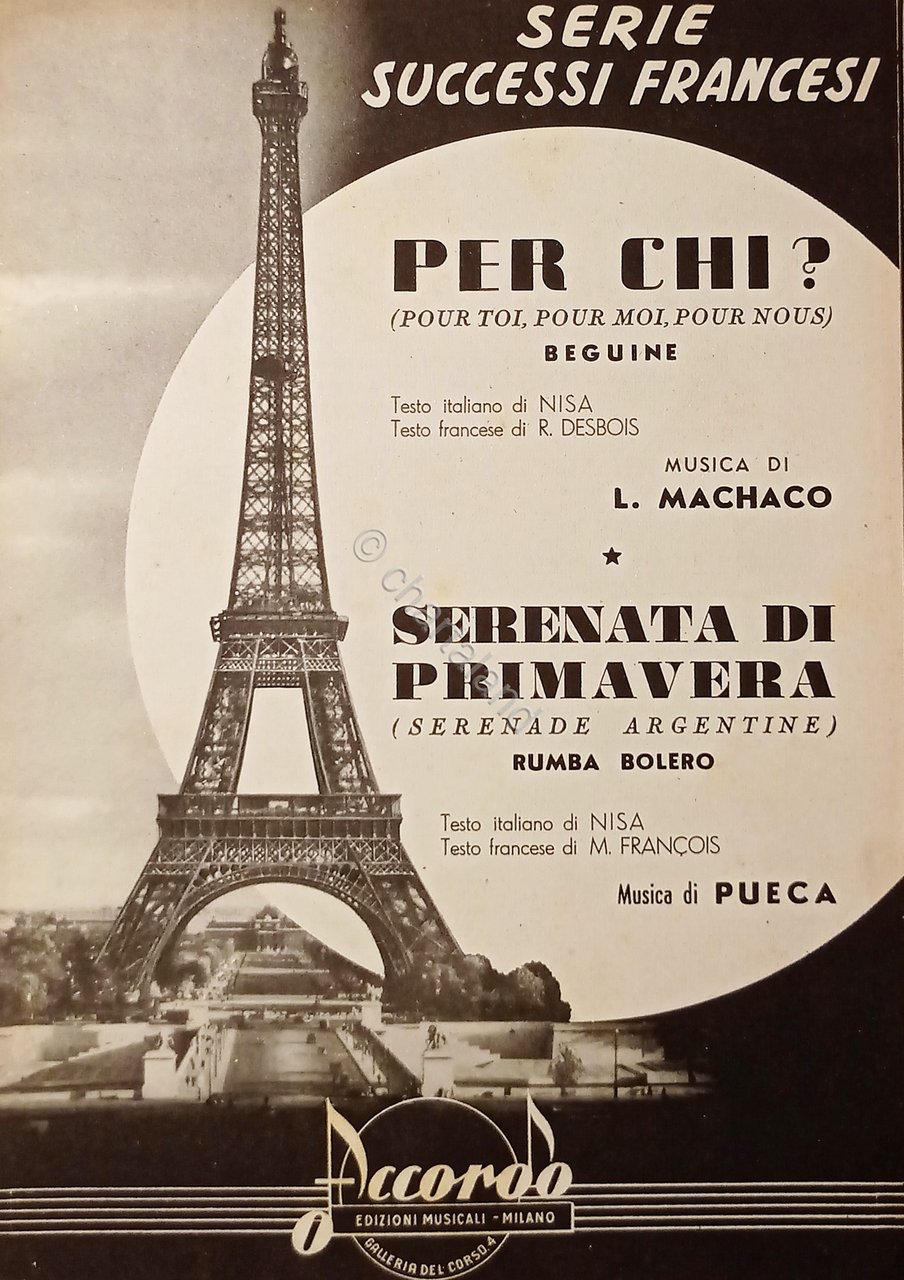 SERIE
SUCCESSI FRANCESI
PER CHI?
(POUR TOI, POUR MOI, POUR NOUS)
BEGUINE
Testo italiano di NISA
Testo francese di R. DESBOIS
MUSICA DI
L. MACHACO
© chartaland
SERENATA DI
PRIMAVERA
(SERENADE ARGENTINE)
RUMBA BOLERO
Testo italiano di NISA
Testo francese di M. FRANÇOIS
Musica di PUECA
Accordo
EDIZIONI MUSICALI - MILANO
1
GALLERIA DEL CORSO.4